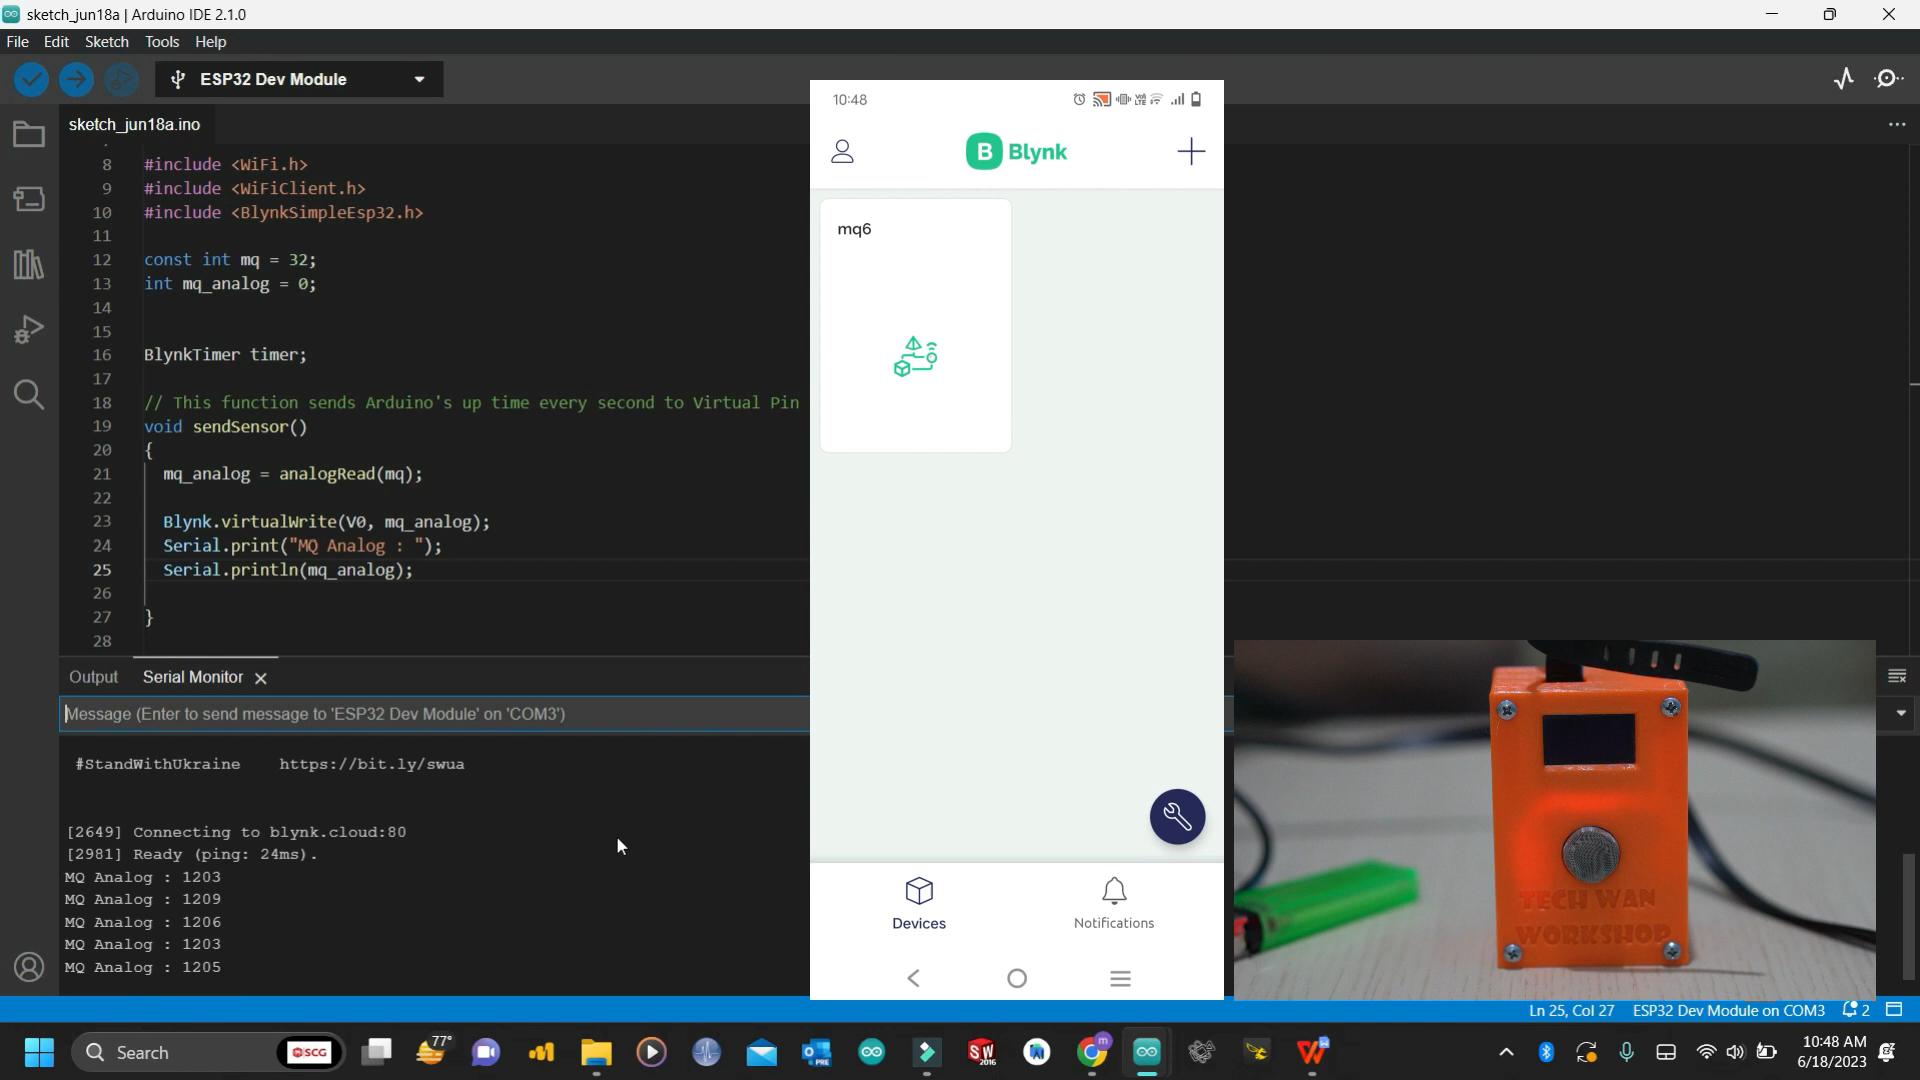 sketch_jun18a | Arduino IDE 2.1.0
File Edit Sketch Tools Help
ESP32 Dev Module
sketch_jun18a.ino
8 #include <WiFi.h>
9 #include <WiFiClient.h>
10 #include <BlynkSimpleEsp32.h>
11
12 const int mq = 32;
13 int mq_analog = 0;
14
15
16 BlynkTimer timer;
17
18 // This function sends Arduino's up time every second to Virtual Pin
19 void sendSensor()
20 {
21 mq_analog = analogRead(mq);
22
23 Blynk.virtualWrite(V0, mq_analog);
24 Serial.print("MQ Analog : ");
25 Serial.println(mq_analog);
26
27 }
28
Output Serial Monitor
Message (Enter to send message to 'ESP32 Dev Module' on 'COM3')
#StandWithUkraine https://bit.ly/swua
[2649] Connecting to blynk.cloud:80
[2981] Ready (ping: 24ms).
MQ Analog : 1203
MQ Analog : 1209
MQ Analog : 1206
MQ Analog : 1203
MQ Analog : 1205
10:48
B Blynk
mq6
Devices
Notifications
TECH WAN
WORKSHOP
Ln 25, Col 27 ESP32 Dev Module on COM3 2
Search
SCG
77°
10:48 AM
6/18/2023